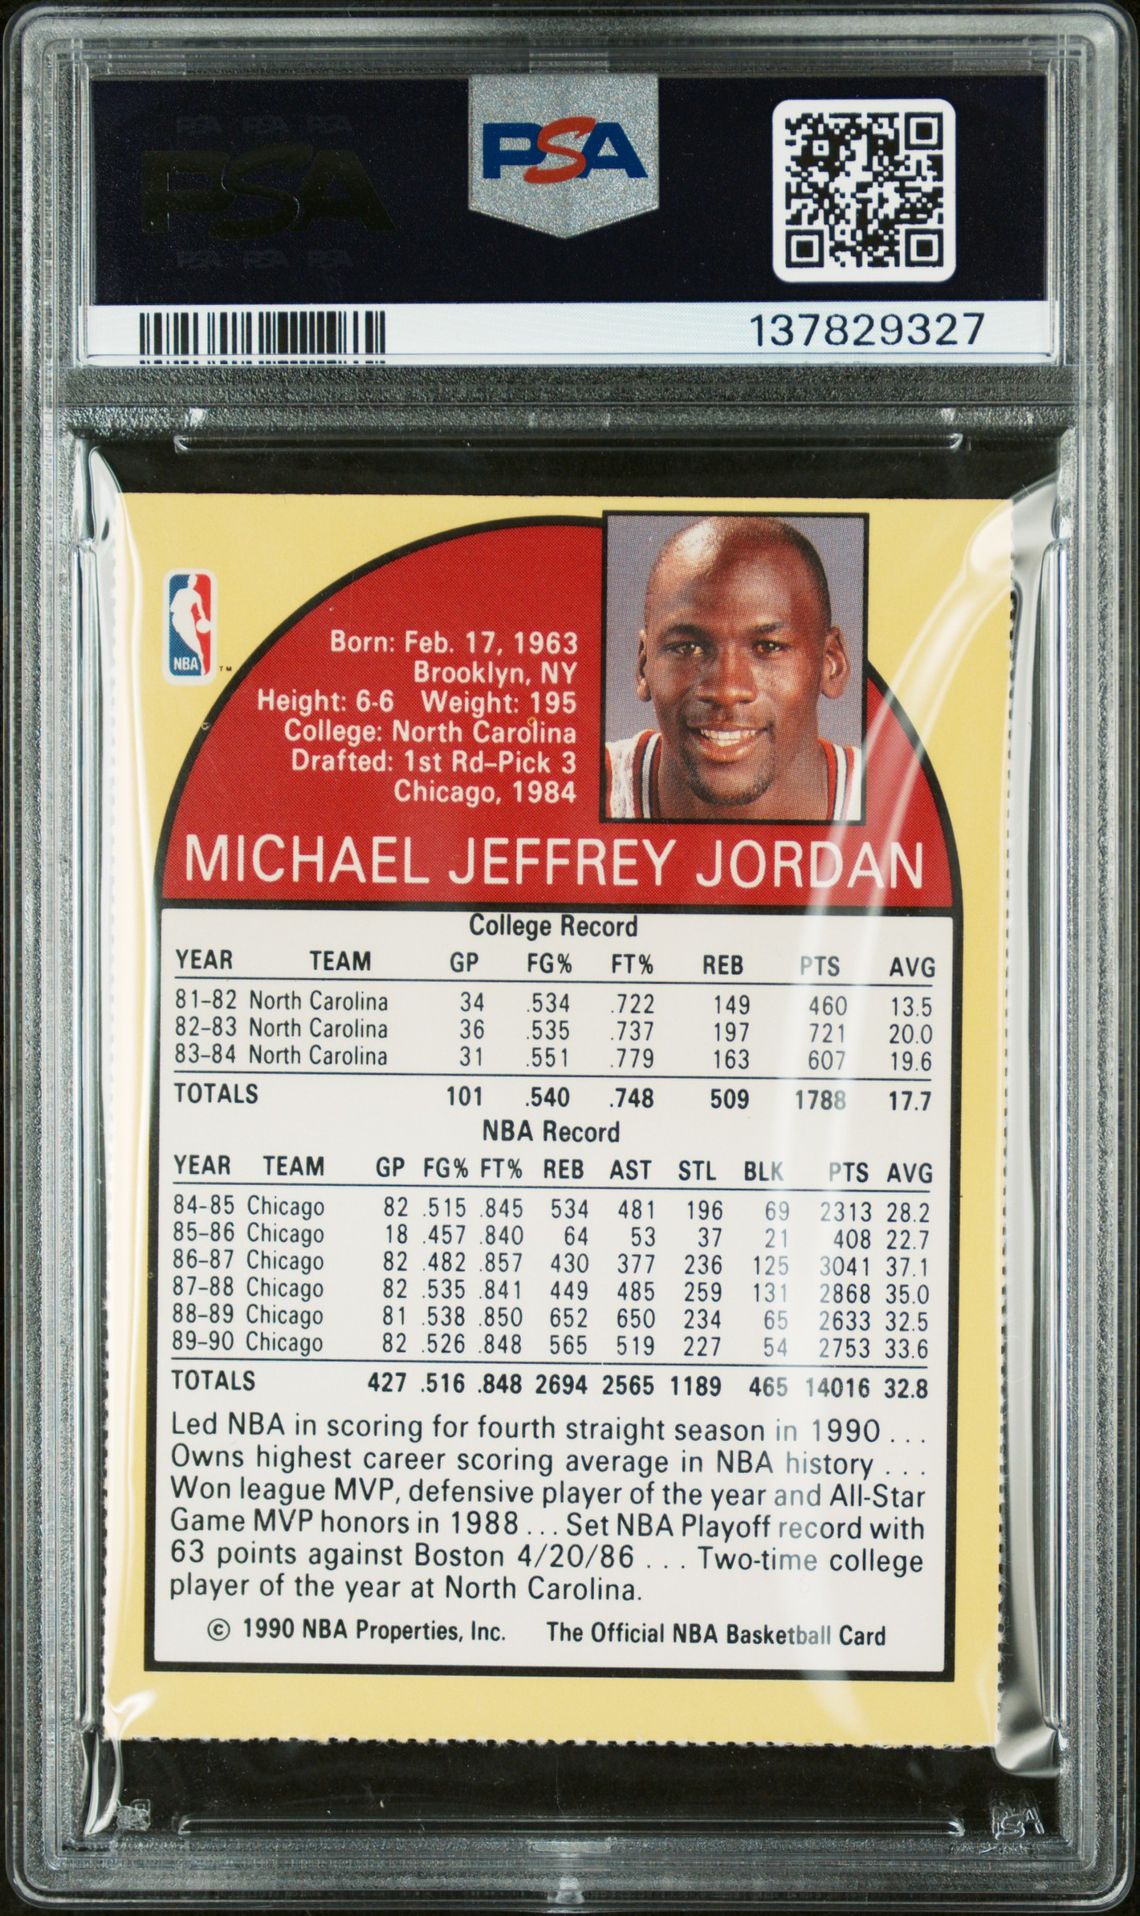 PSA PSA PSA
PSA
PSA PSA PSA
PSA
137829327
NBA
TM
Born: Feb. 17, 1963
Brooklyn, NY
Height: 6-6 Weight: 195
College: North Carolina
Drafted: 1st Rd–Pick 3
Chicago, 1984
MICHAEL JEFFREY JORDAN
College Record
YEAR TEAM GP FG% FT% REB PTS AVG
81–82 North Carolina 34 .534 .722 149 460 13.5
82–83 North Carolina 36 .535 .737 197 721 20.0
83–84 North Carolina 31 .551 .779 163 607 19.6
TOTALS 101 .540 .748 509 1788 17.7
NBA Record
YEAR TEAM GP FG% FT% REB AST STL BLK PTS AVG
84–85 Chicago 82 .515 .845 534 481 196 69 2313 28.2
85–86 Chicago 18 .457 .840 64 53 37 21 408 22.7
86–87 Chicago 82 .482 .857 430 377 236 125 3041 37.1
87–88 Chicago 82 .535 .841 449 485 259 131 2868 35.0
88–89 Chicago 81 .538 .850 652 650 234 65 2633 32.5
89–90 Chicago 82 .526 .848 565 519 227 54 2753 33.6
TOTALS 427 .516 .848 2694 2565 1189 465 14016 32.8
Led NBA in scoring for fourth straight season in 1990 . . .
Owns highest career scoring average in NBA history . . .
Won league MVP, defensive player of the year and All-Star
Game MVP honors in 1988 . . . Set NBA Playoff record with
63 points against Boston 4/20/86 . . . Two-time college
player of the year at North Carolina.
© 1990 NBA Properties, Inc. The Official NBA Basketball Card
PSA